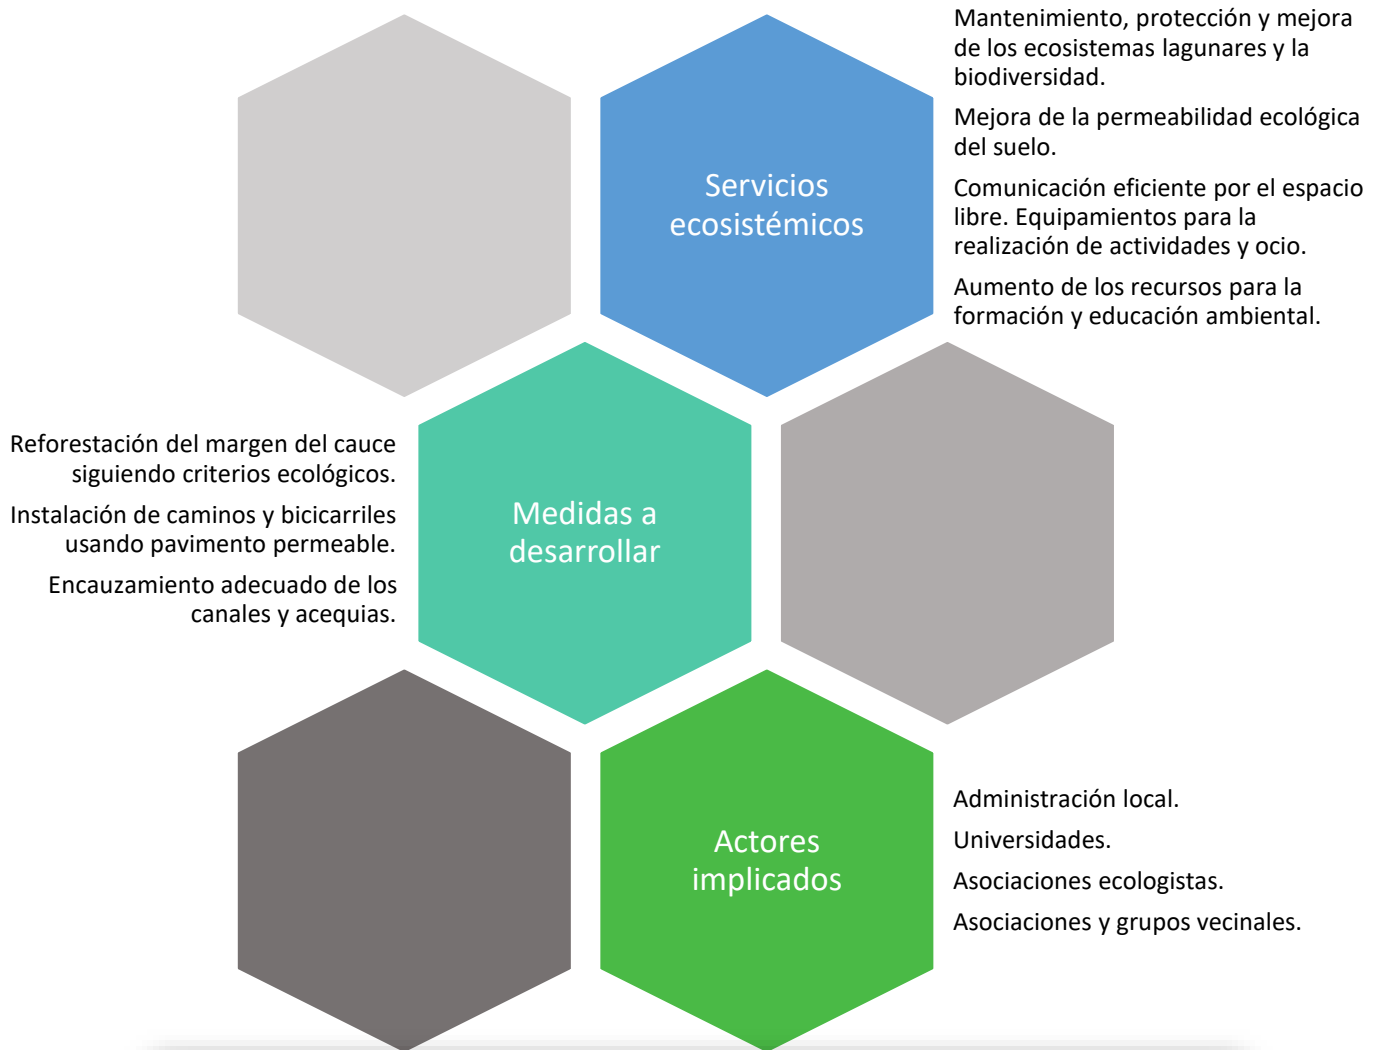 Mantenimiento, protección y mejora
de los ecosistemas lagunares y la
biodiversidad.
Mejora de la permeabilidad ecológica
del suelo.
Comunicación eficiente por el espacio
libre. Equipamientos para la
realización de actividades y ocio.
Aumento de los recursos para la
formación y educación ambiental.
Servicios
ecosistémicos
Reforestación del margen del cauce
siguiendo criterios ecológicos.
Instalación de caminos y bicicarriles
usando pavimento permeable.
Encauzamiento adecuado de los
canales y acequias.
Medidas a
desarrollar
Actores
implicados
Administración local.
Universidades.
Asociaciones ecologistas.
Asociaciones y grupos vecinales.